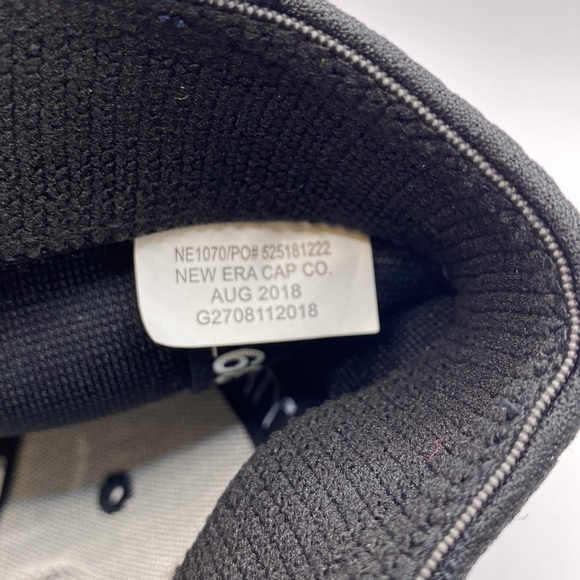 NE1070/PO# 525181222
NEW ERA CAP CO.
AUG 2018
G2708112018